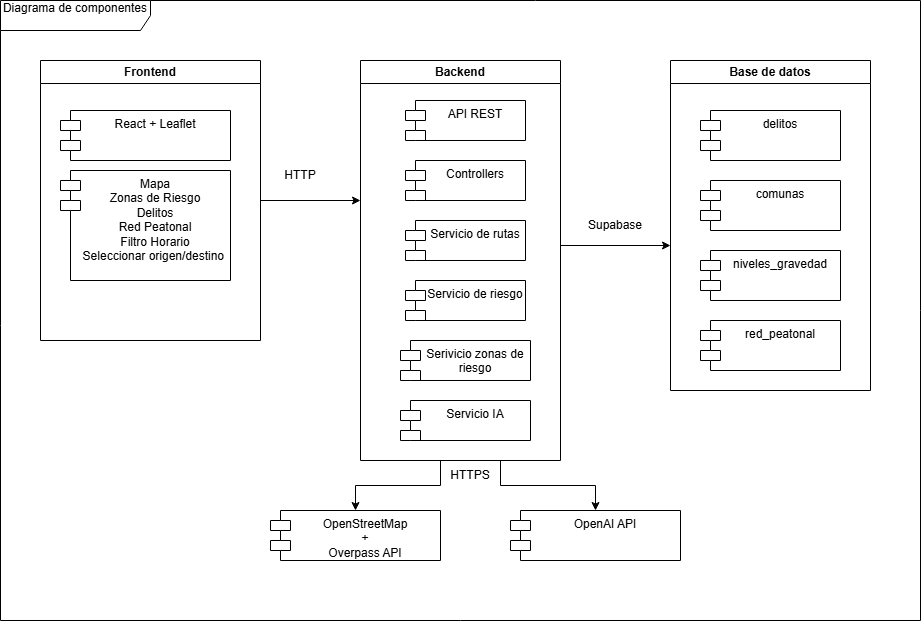 Diagrama de componentes
Frontend
React + Leaflet
Mapa
Zonas de Riesgo
Delitos
Red Peatonal
Filtro Horario
Seleccionar origen/destino
HTTP
Backend
API REST
Controllers
Servicio de rutas
Servicio de riesgo
Serivicio zonas de
riesgo
Servicio IA
Supabase
Base de datos
delitos
comunas
niveles_gravedad
red_peatonal
HTTPS
OpenStreetMap
+
Overpass API
OpenAI API